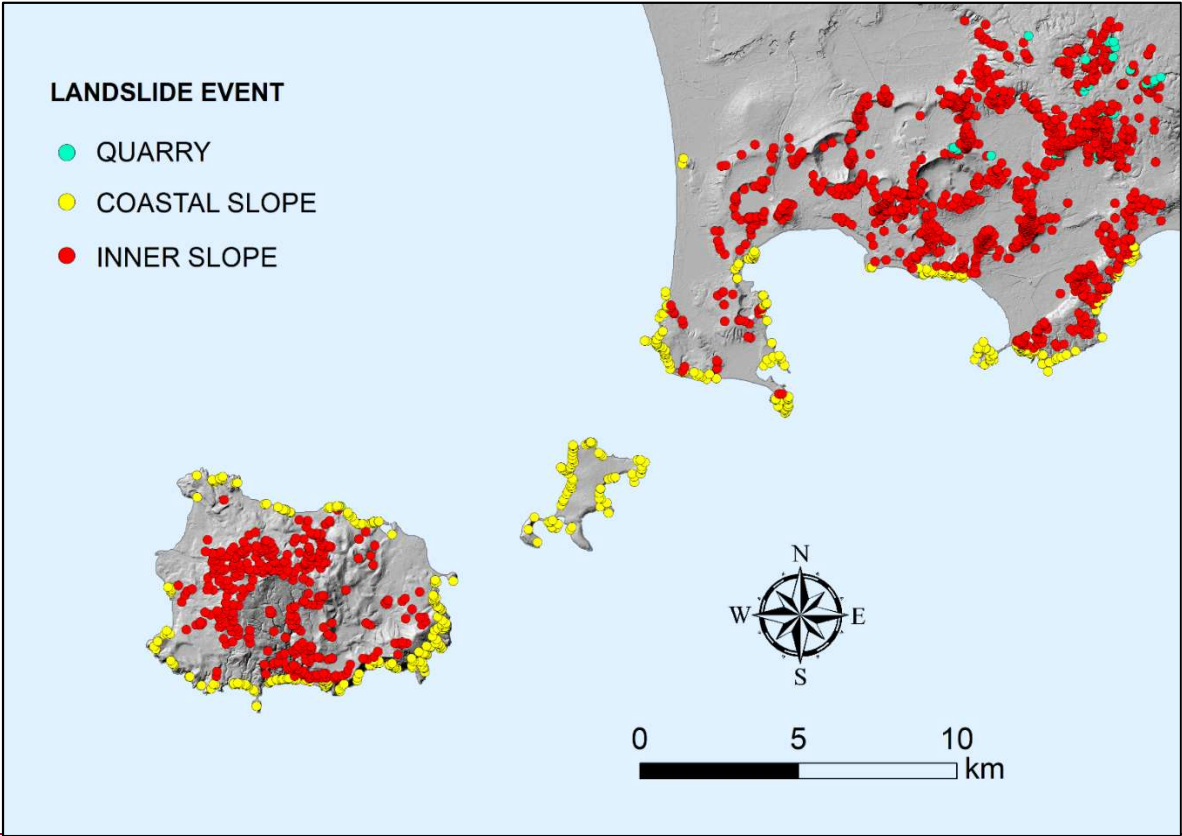 LANDSLIDE EVENT
QUARRY
COASTAL SLOPE
INNER SLOPE
N
W E
S
0 5 10
km